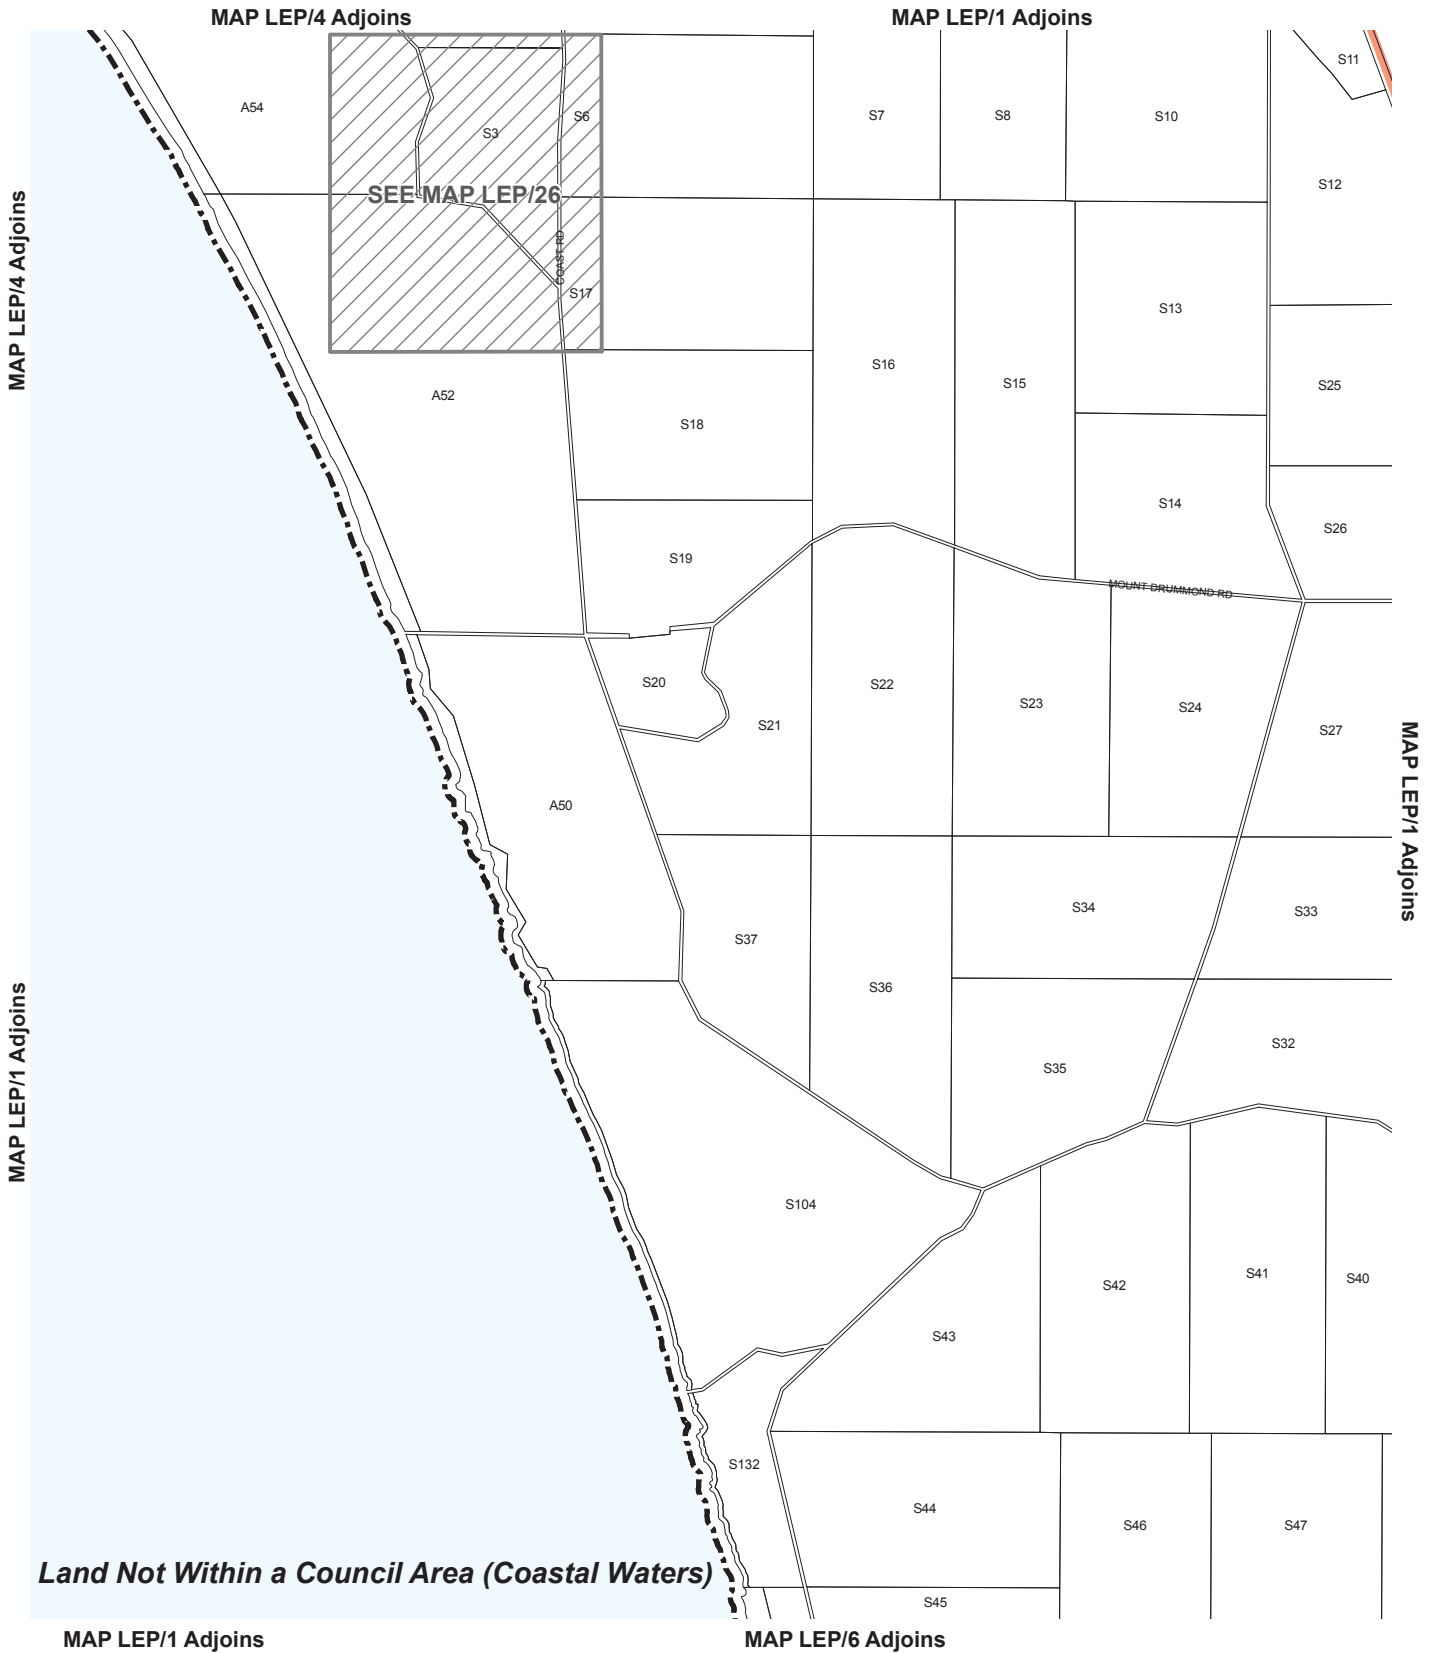 MAP LEP/4 Adjoins
MAP LEP/1 Adjoins
S11
A54
S6
S7
S8
S10
S3
S12
SEE MAP LEP/26
MAP LEP/4 Adjoins
COAST RD
S17
S13
S16
S15
S25
A52
S18
S14
S26
S19
MOUNT DRUMMOND RD
S20
S22
S23
S24
S21
S27
MAP LEP/1 Adjoins
A50
S34
S33
S37
S36
MAP LEP/1 Adjoins
S32
S35
S104
S41
S40
S42
S43
S132
S44
S46
S47
Land Not Within a Council Area (Coastal Waters)
S45
MAP LEP/1 Adjoins
MAP LEP/6 Adjoins